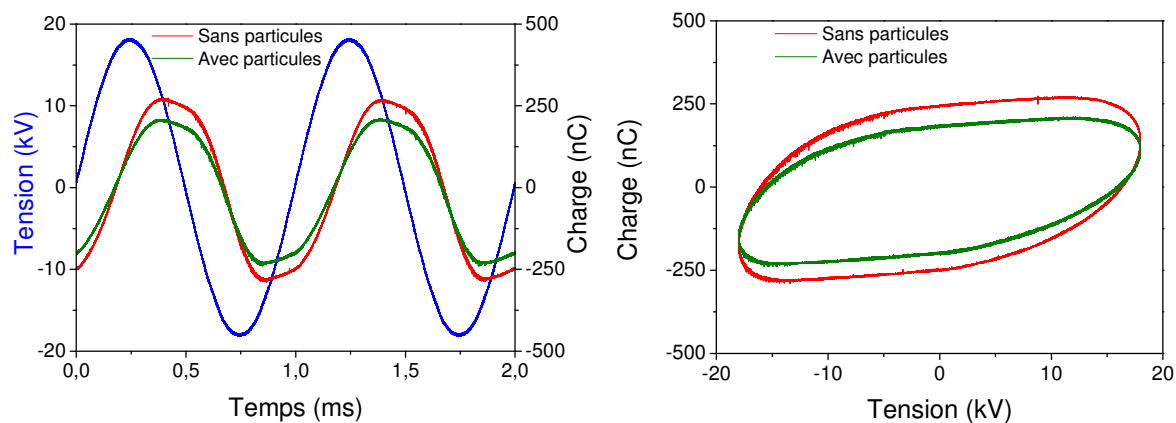 20
10
0
-10
-20
Tension (kV)
Sans particules
Avec particules
500
250
0
-250
-500
Charge (nC)
0,0
0,5
1,0
1,5
2,0
Temps (ms)
500
250
0
-250
-500
Charge (nC)
Sans particules
Avec particules
-20
-10
0
10
20
Tension (kV)